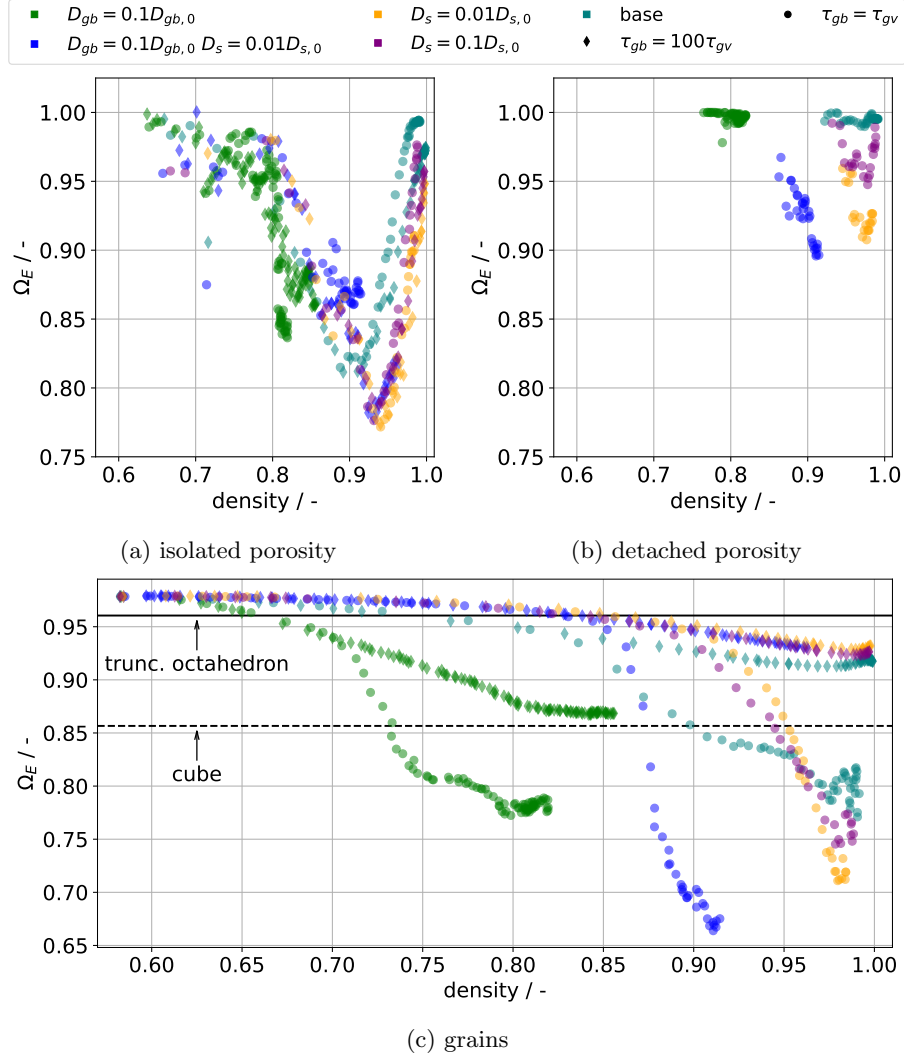 D_gb = 0.1D_gb,0 D_s = 0.01D_s,0 base τ_gb = τ_gv
D_gb = 0.1D_gb,0 D_s = 0.01D_s,0 D_s = 0.1D_s,0 τ_gb = 100τ_gv
1.00
0.95
0.90
0.85
0.80
0.75
Ω_E / -
0.6 0.7 0.8 0.9 1.0
density / -
(a) isolated porosity
1.00
0.95
0.90
0.85
0.80
0.75
Ω_E / -
0.6 0.7 0.8 0.9 1.0
density / -
(b) detached porosity
0.95
0.90
0.85
0.80
0.75
0.70
0.65
Ω_E / -
trunc. octahedron
cube
0.60 0.65 0.70 0.75 0.80 0.85 0.90 0.95 1.00
density / -
(c) grains